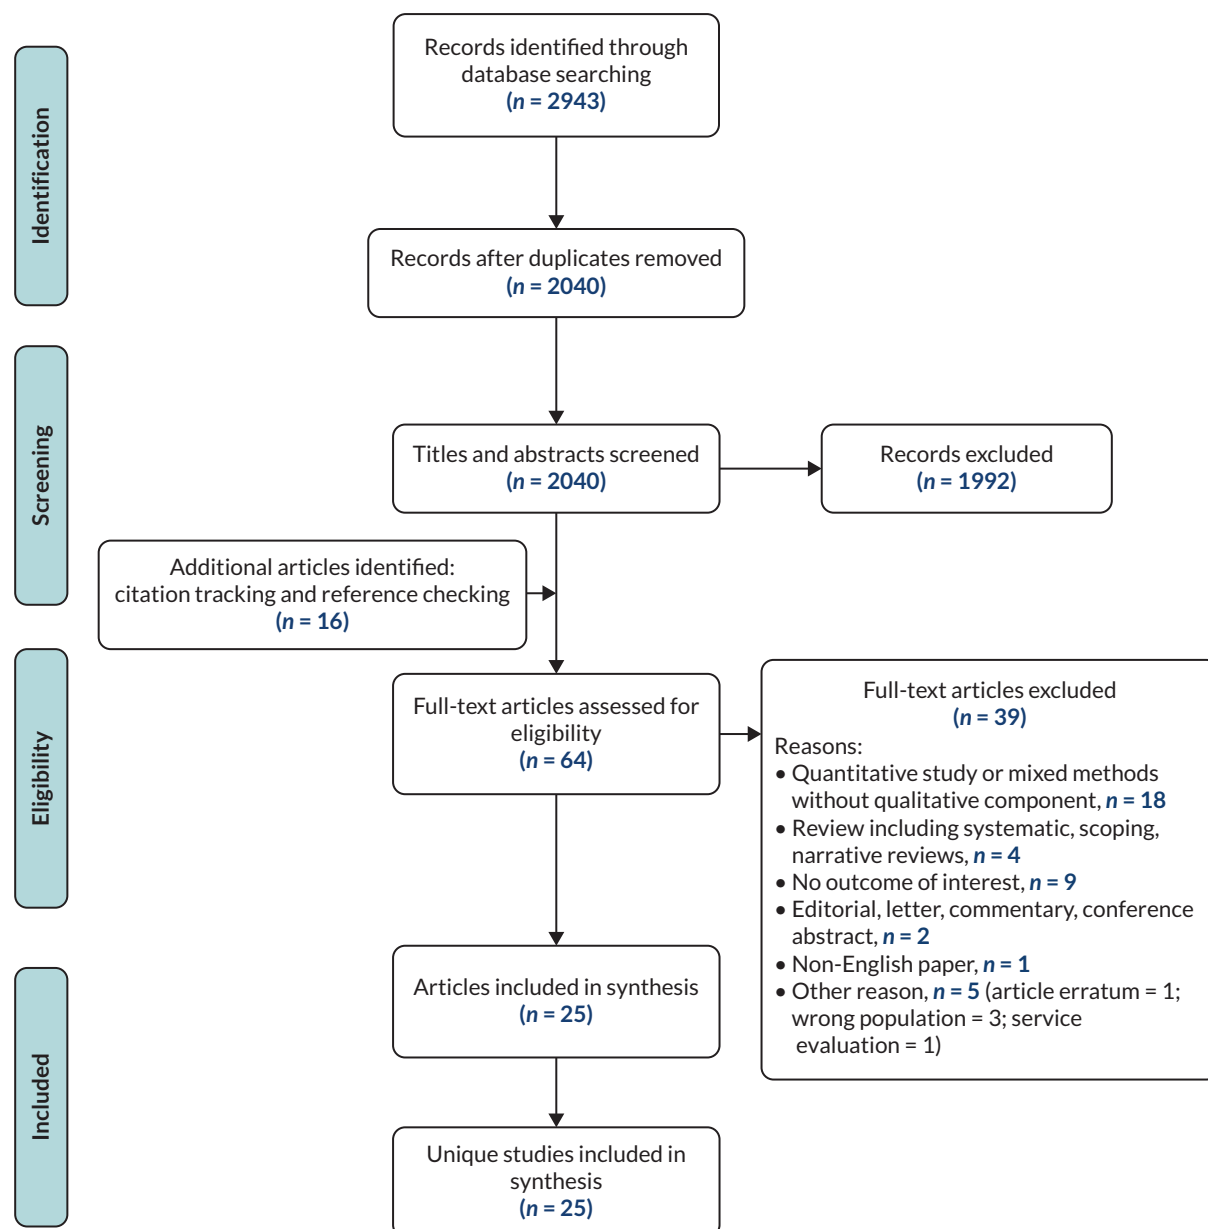 Identification
Records identified through
database searching
(n = 2943)
Records after duplicates removed
(n = 2040)
Screening
Titles and abstracts screened
(n = 2040)
Records excluded
(n = 1992)
Additional articles identified:
citation tracking and reference checking
(n = 16)
Eligibility
Full-text articles assessed for
eligibility
(n = 64)
Full-text articles excluded
(n = 39)
Reasons:
• Quantitative study or mixed methods
without qualitative component, n = 18
• Review including systematic, scoping,
narrative reviews, n = 4
• No outcome of interest, n = 9
• Editorial, letter, commentary, conference
abstract, n = 2
• Non-English paper, n = 1
• Other reason, n = 5 (article erratum = 1;
wrong population = 3; service
evaluation = 1)
Included
Articles included in synthesis
(n = 25)
Unique studies included in
synthesis
(n = 25)